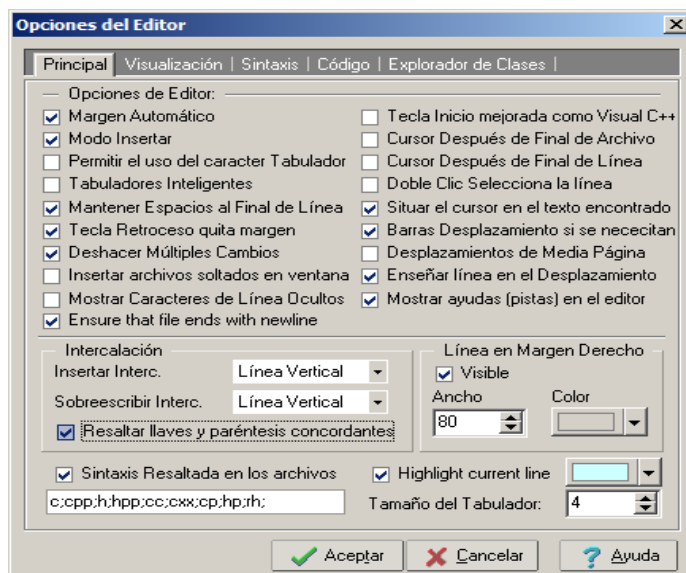 Opciones del Editor
Principal Visualización | Sintaxis | Código | Explorador de Clases |
Opciones de Editor:
Margen Automático
Modo Insertar
Permitir el uso del caracter Tabulador
Tabuladores Inteligentes
Mantener Espacios al Final de Línea
Tecla Retroceso quita margen
Deshacer Múltiples Cambios
Insertar archivos soltados en ventana
Mostrar Caracteres de Línea Ocultos
Ensure that file ends with newline
Tecla Inicio mejorada como Visual C++
Cursor Después de Final de Archivo
Cursor Después de Final de Línea
Doble Clic Selecciona la línea
Situar el cursor en el texto encontrado
Barras Desplazamiento si se nececitan
Desplazamientos de Media Página
Enseñar línea en el Desplazamiento
Mostrar ayudas (pistas) en el editor
Intercalación
Insertar Interc. Línea Vertical
Sobreescribir Interc. Línea Vertical
Resaltar llaves y paréntesis concordantes
Línea en Margen Derecho
Visible
Ancho Color
80
Sintaxis Resaltada en los archivos
c;cpp;h;hpp;cc;cxx;cp;hp;rh;
Highlight current line
Tamaño del Tabulador: 4
Aceptar Cancelar Ayuda